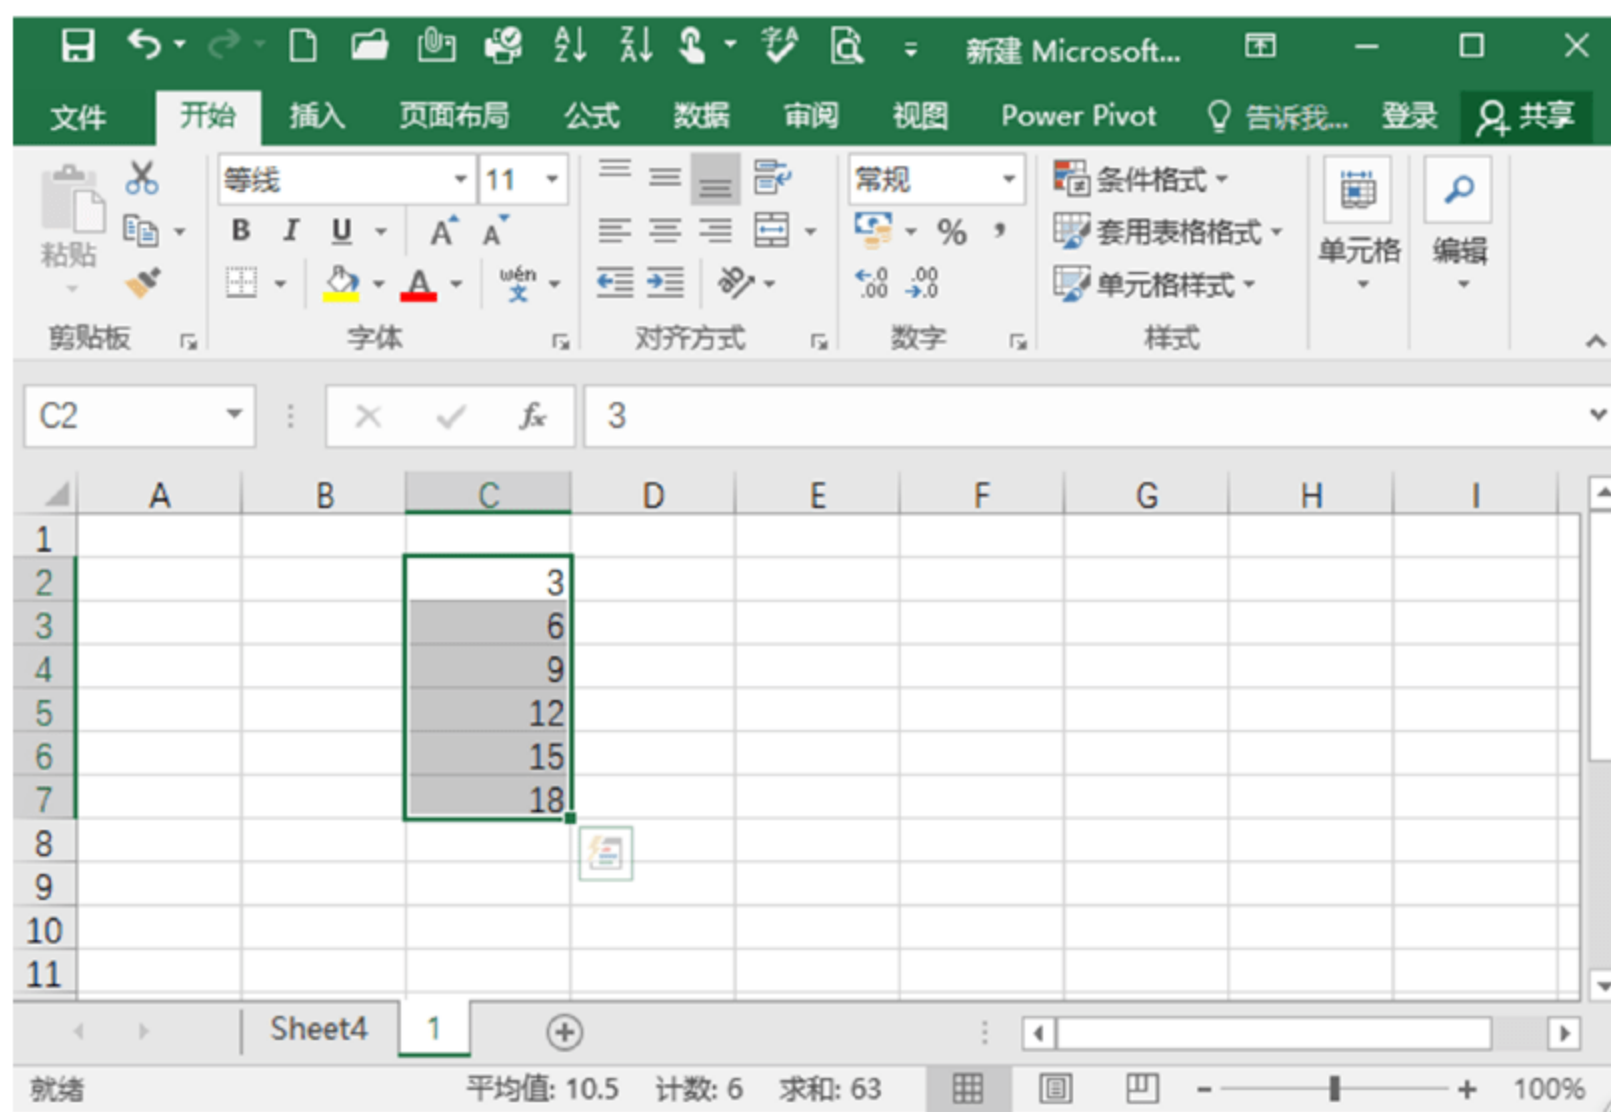 新建 Microsoft...
文件 开始 插入 页面布局 公式 数据 审阅 视图 Power Pivot 告诉我... 登录 共享
等线 11 常规 条件格式
粘贴 B I U A A % , 套用表格格式 单元格 编辑
A wén 文 .0 .00 .00 .0 单元格样式
剪贴板 字体 对齐方式 数字 样式
C2 fx 3
A B C D E F G H I
1
2 3
3 6
4 9
5 12
6 15
7 18
8
9
10
11
Sheet4 1
就绪 平均值: 10.5 计数: 6 求和: 63 100%